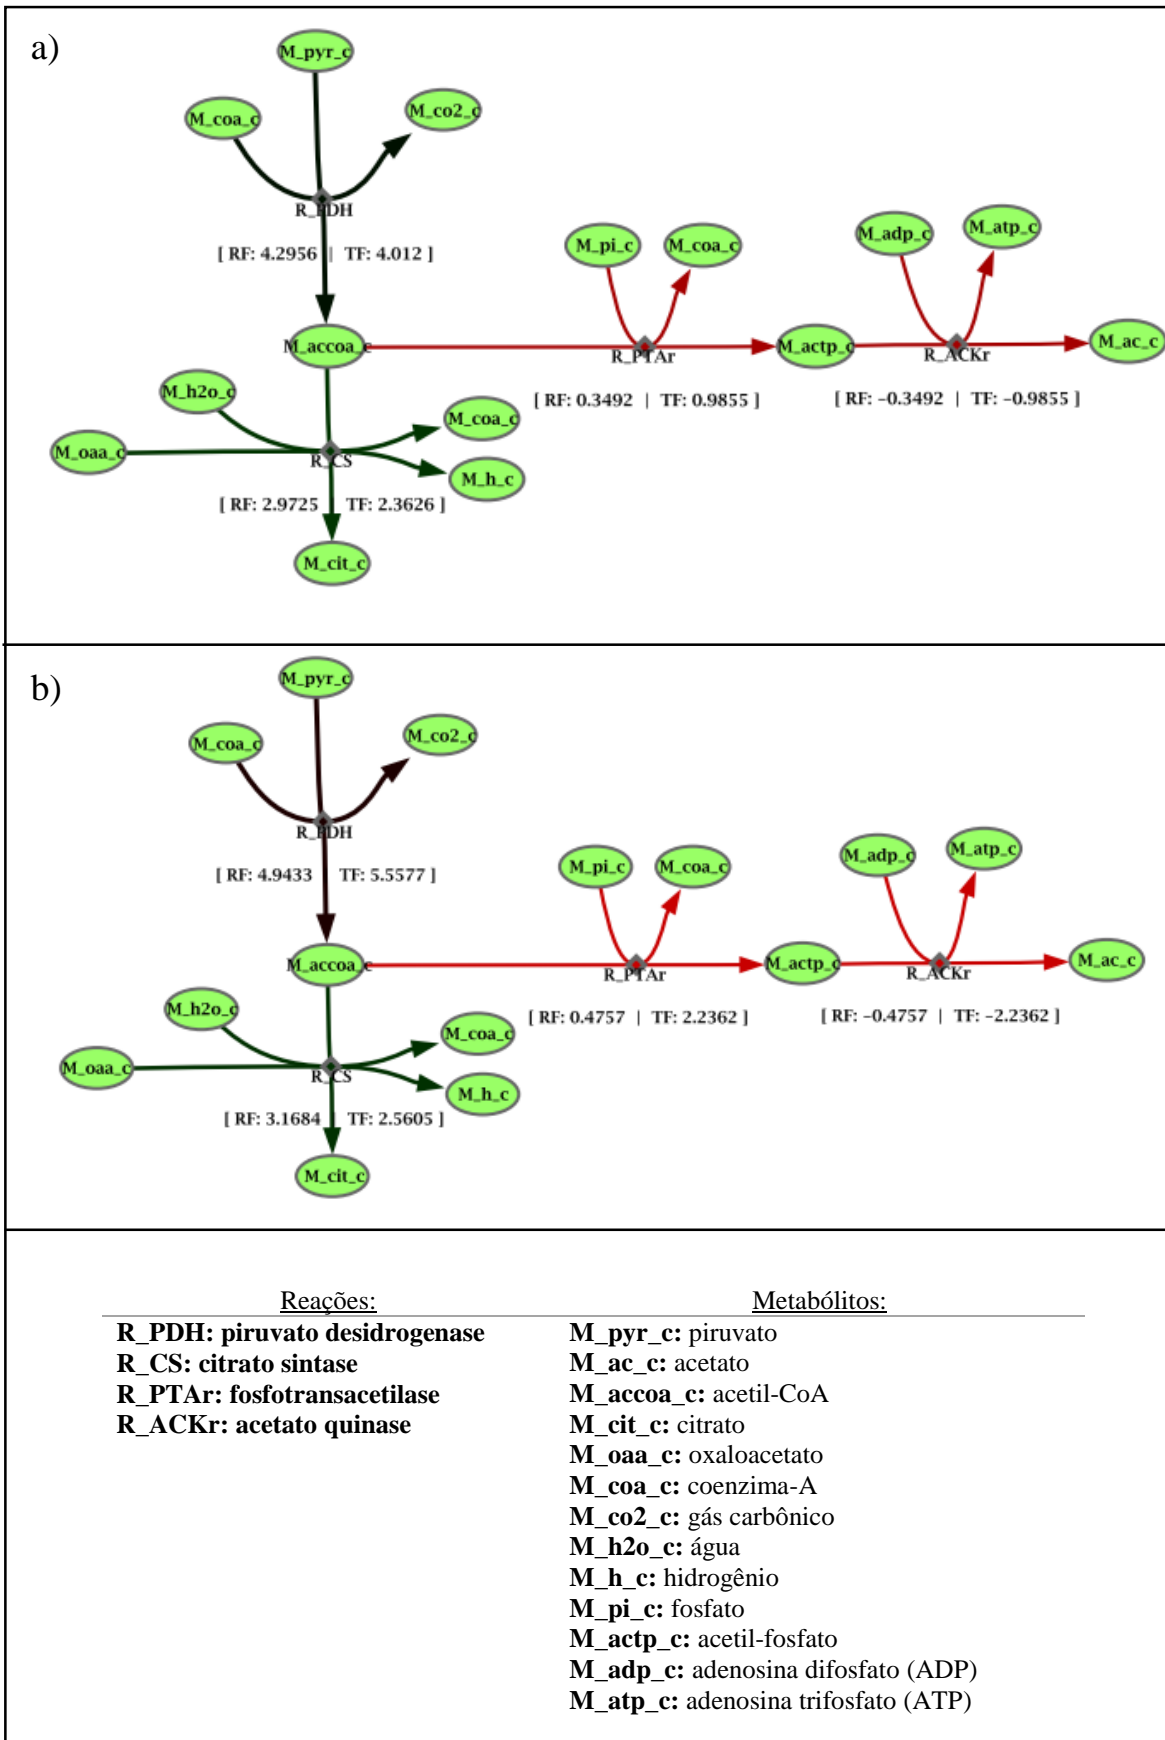 a)
M_pyr_c
M_coa_c
M_co2_c
R_PDH
[ RF: 4.2956 | TF: 4.012 ]
M_pi_c
M_coa_c
M_adp_c
M_atp_c
M_accoa_c
R_PTAr
M_actp_c
R_ACKr
M_ac_c
[ RF: 0.3492 | TF: 0.9855 ]
[ RF: −0.3492 | TF: −0.9855 ]
M_h2o_c
M_coa_c
M_oaa_c
R_CS
M_h_c
[ RF: 2.9725 | TF: 2.3626 ]
M_cit_c
b)
M_pyr_c
M_coa_c
M_co2_c
R_PDH
[ RF: 4.9433 TF: 5.5577 ]
M_pi_c
M_coa_c
M_adp_c
M_atp_c
M_accoa_c
R_PTAr
M_actp_c
R_ACKr
M_ac_c
[ RF: 0.4757 | TF: 2.2362 ]
[ RF: −0.4757 | TF: −2.2362 ]
M_h2o_c
M_coa_c
M_oaa_c
R_CS
M_h_c
[ RF: 3.1684 | TF: 2.5605 ]
M_cit_c
Reações:
R_PDH: piruvato desidrogenase
R_CS: citrato sintase
R_PTAr: fosfotransacetilase
R_ACKr: acetato quinase
Metabólitos:
M_pyr_c: piruvato
M_ac_c: acetato
M_accoa_c: acetil-CoA
M_cit_c: citrato
M_oaa_c: oxaloacetato
M_coa_c: coenzima-A
M_co2_c: gás carbônico
M_h2o_c: água
M_h_c: hidrogênio
M_pi_c: fosfato
M_actp_c: acetil-fosfato
M_adp_c: adenosina difosfato (ADP)
M_atp_c: adenosina trifosfato (ATP)